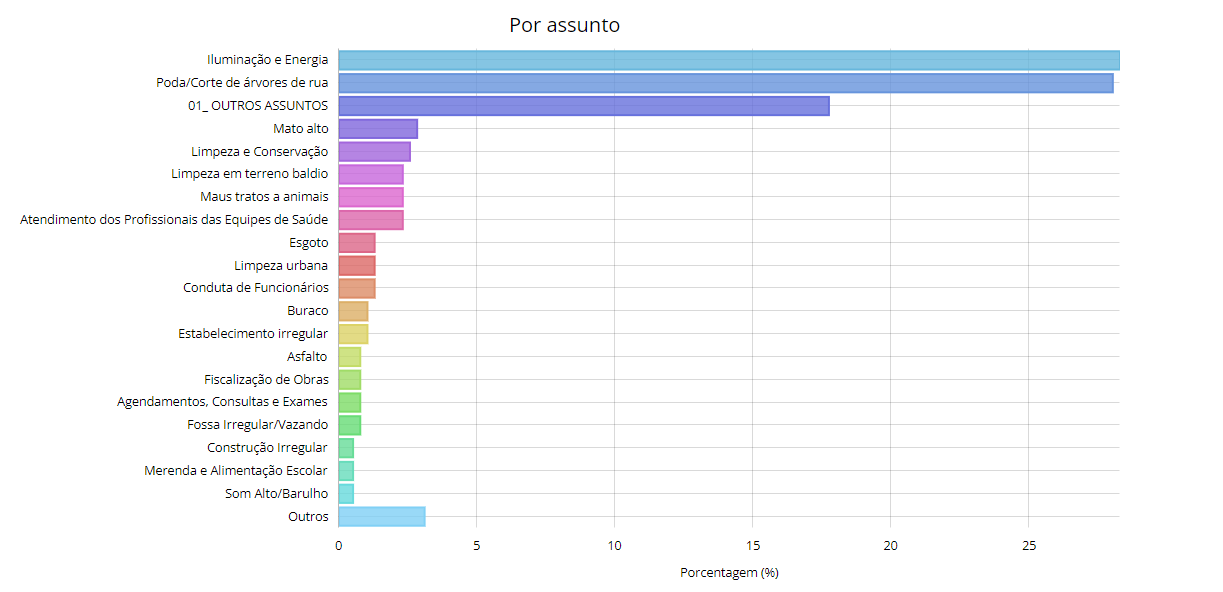 Por assunto
Iluminação e Energia
Poda/Corte de árvores de rua
01_ OUTROS ASSUNTOS
Mato alto
Limpeza e Conservação
Limpeza em terreno baldio
Maus tratos a animais
Atendimento dos Profissionais das Equipes de Saúde
Esgoto
Limpeza urbana
Conduta de Funcionários
Buraco
Estabelecimento irregular
Asfalto
Fiscalização de Obras
Agendamentos, Consultas e Exames
Fossa Irregular/Vazando
Construção Irregular
Merenda e Alimentação Escolar
Som Alto/Barulho
Outros
0 5 10 15 20 25
Porcentagem (%)